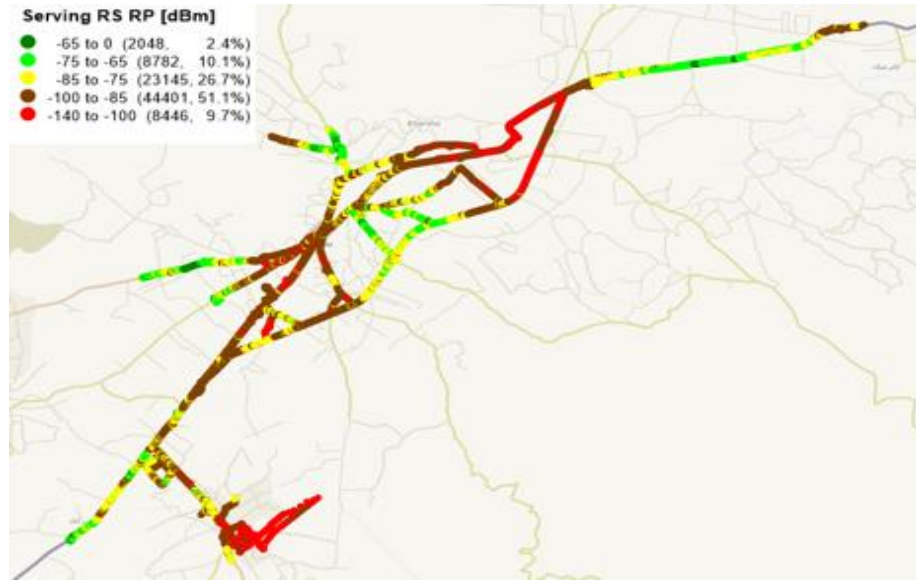 Serving RS RP [dBm]
-65 to 0 (2048, 2.4%)
-75 to -65 (8782, 10.1%)
-85 to -75 (23145, 26.7%)
-100 to -85 (44401, 51.1%)
-140 to -100 (8446, 9.7%)